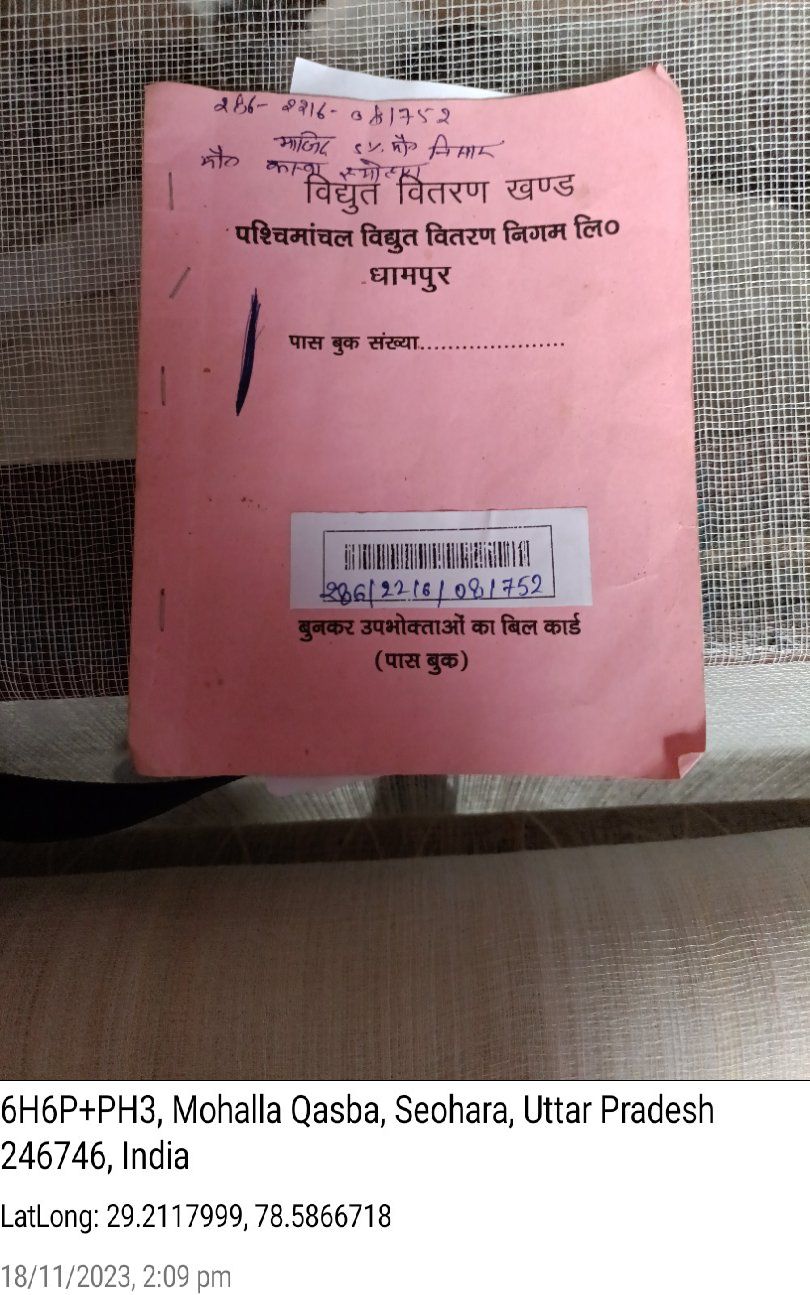 286-2216-081752
माजिद S/. मौ० निसार
मौ० कास्बा स्योहारा
विद्युत वितरण खण्ड
पश्चिमांचल विद्युत वितरण निगम लि०
धामपुर
पास बुक संख्या.....................
286/2216/081752
बुनकर उपभोक्ताओं का बिल कार्ड
(पास बुक)
6H6P+PH3, Mohalla Qasba, Seohara, Uttar Pradesh
246746, India
LatLong: 29.2117999, 78.5866718
18/11/2023, 2:09 pm